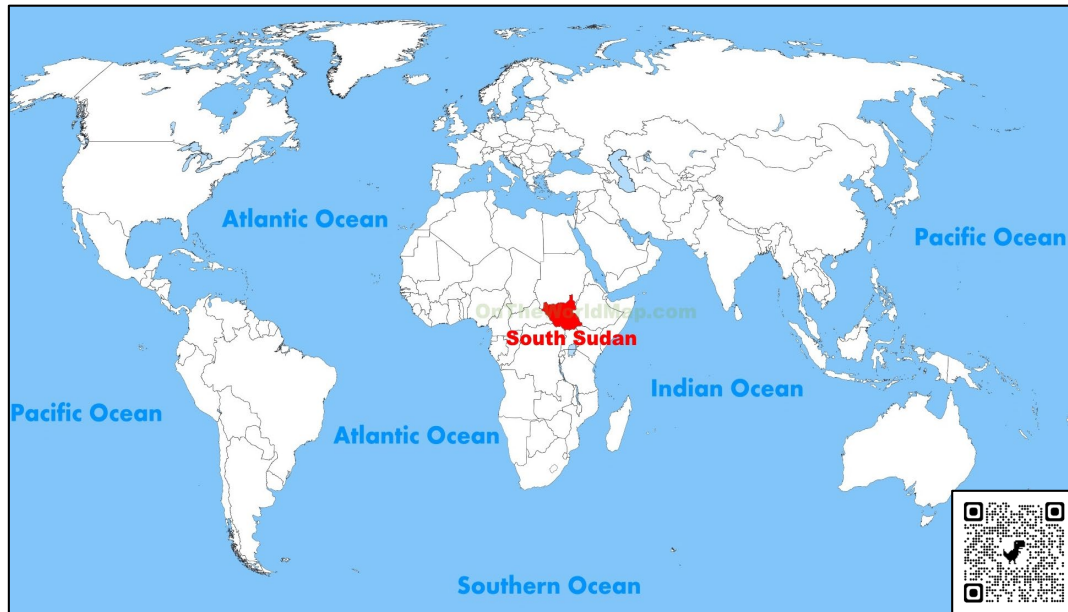 Atlantic Ocean
Pacific Ocean
OnTheWorldMap.com
South Sudan
Indian Ocean
Pacific Ocean
Atlantic Ocean
Southern Ocean